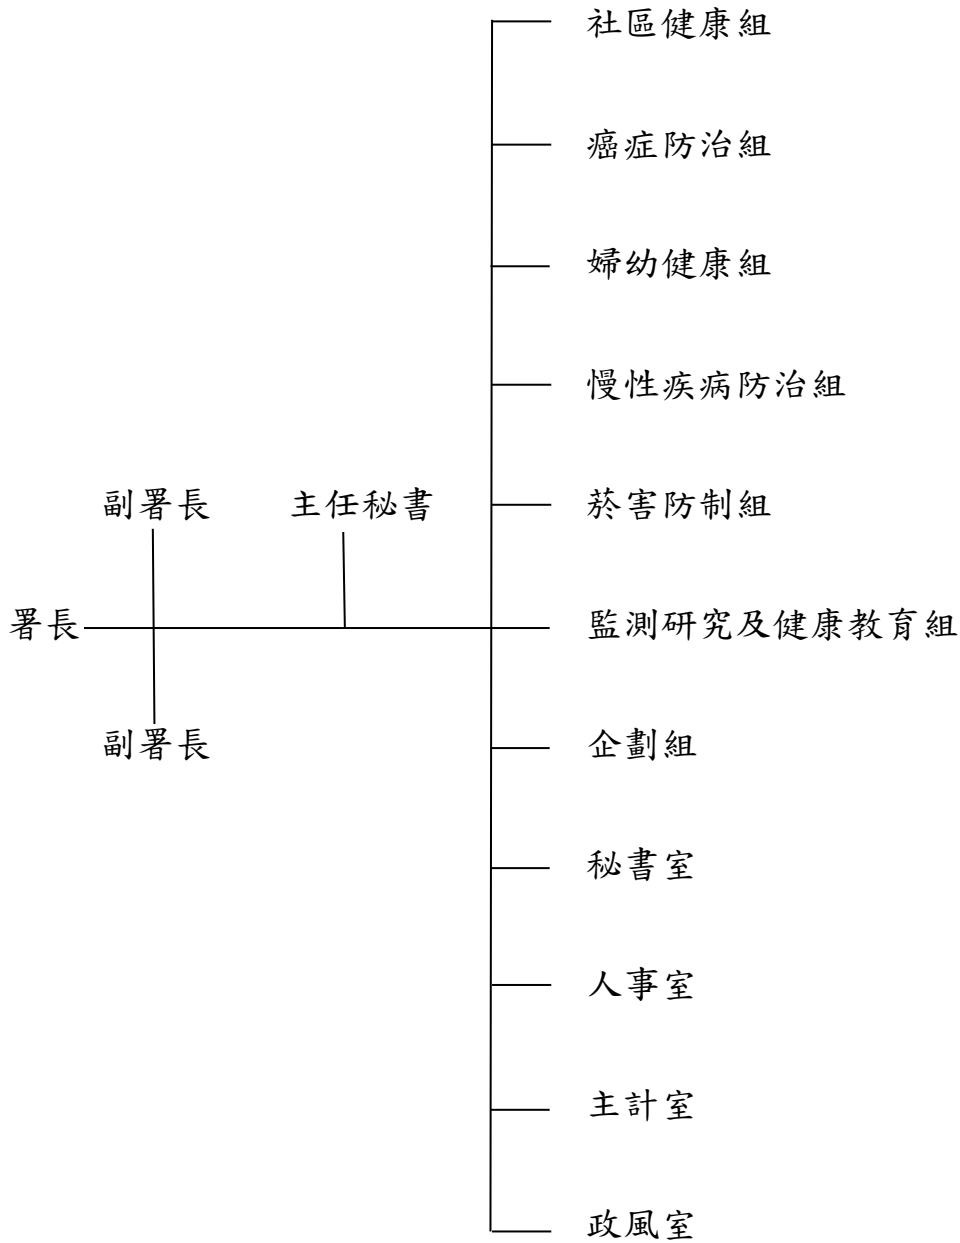 社區健康組
癌症防治組
婦幼健康組
慢性疾病防治組
副署長
主任秘書
菸害防制組
署長
監測研究及健康教育組
副署長
企劃組
秘書室
人事室
主計室
政風室